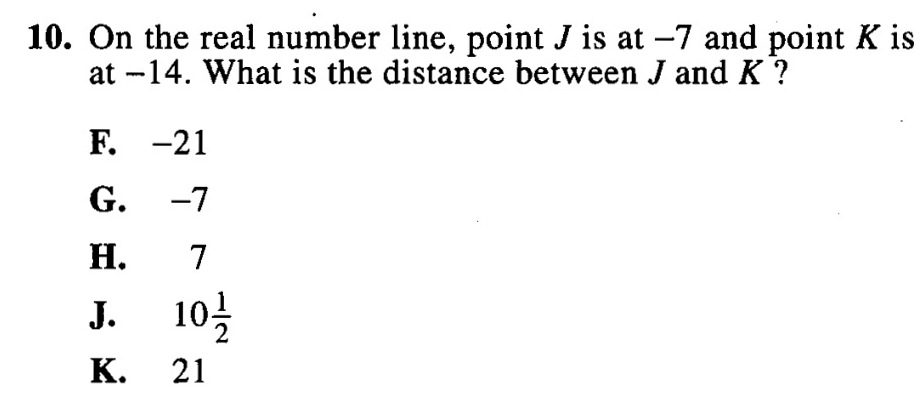 10. On the real number line, point J is at −7 and point K is
at −14. What is the distance between J and K ?
F. −21
G. −7
H. 7
J. 10 1/2
K. 21